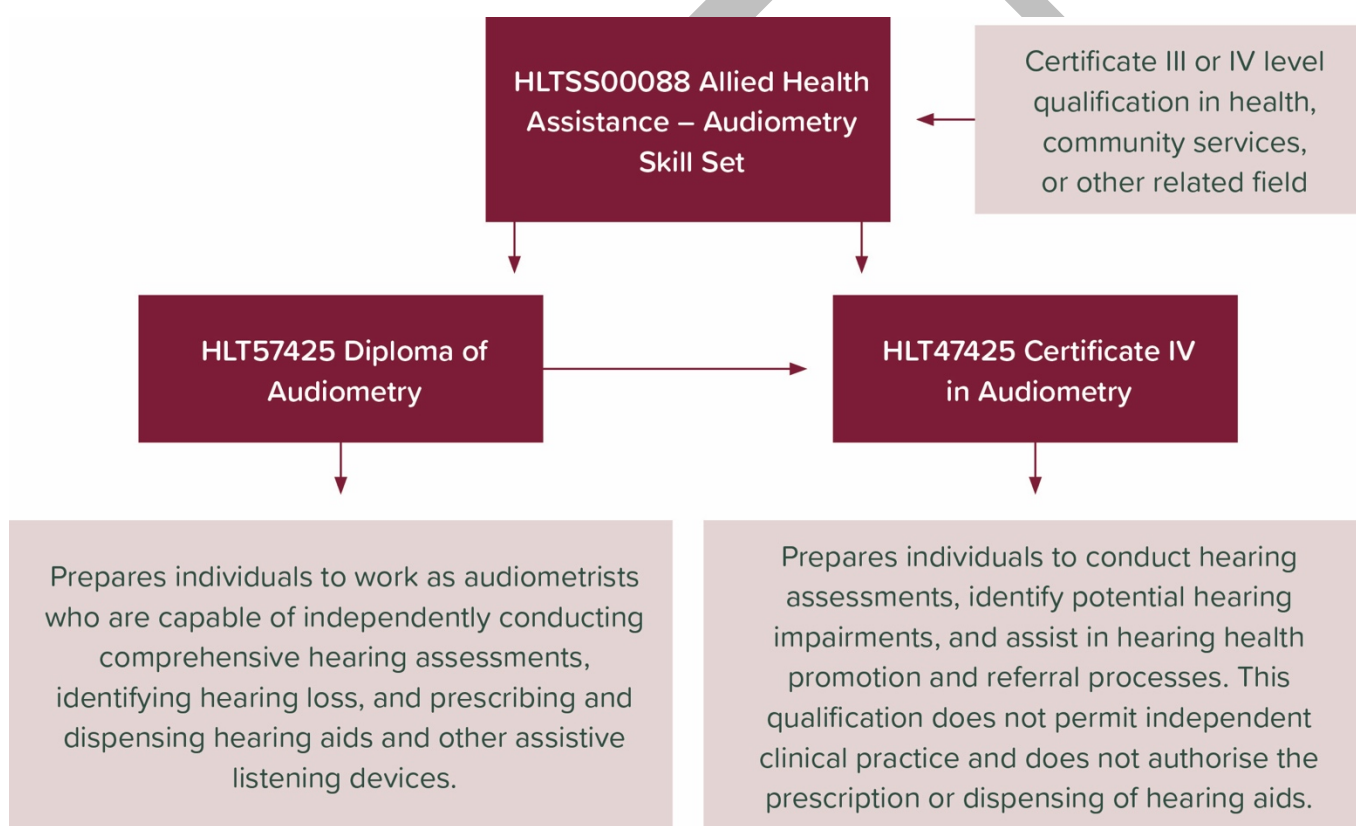 HLTSS00088 Allied Health
Assistance – Audiometry
Skill Set
Certificate III or IV level
qualification in health,
community services,
or other related field
HLT57425 Diploma of
Audiometry
HLT47425 Certificate IV
in Audiometry
Prepares individuals to work as audiometrists
who are capable of independently conducting
comprehensive hearing assessments,
identifying hearing loss, and prescribing and
dispensing hearing aids and other assistive
listening devices.
Prepares individuals to conduct hearing
assessments, identify potential hearing
impairments, and assist in hearing health
promotion and referral processes. This
qualification does not permit independent
clinical practice and does not authorise the
prescription or dispensing of hearing aids.